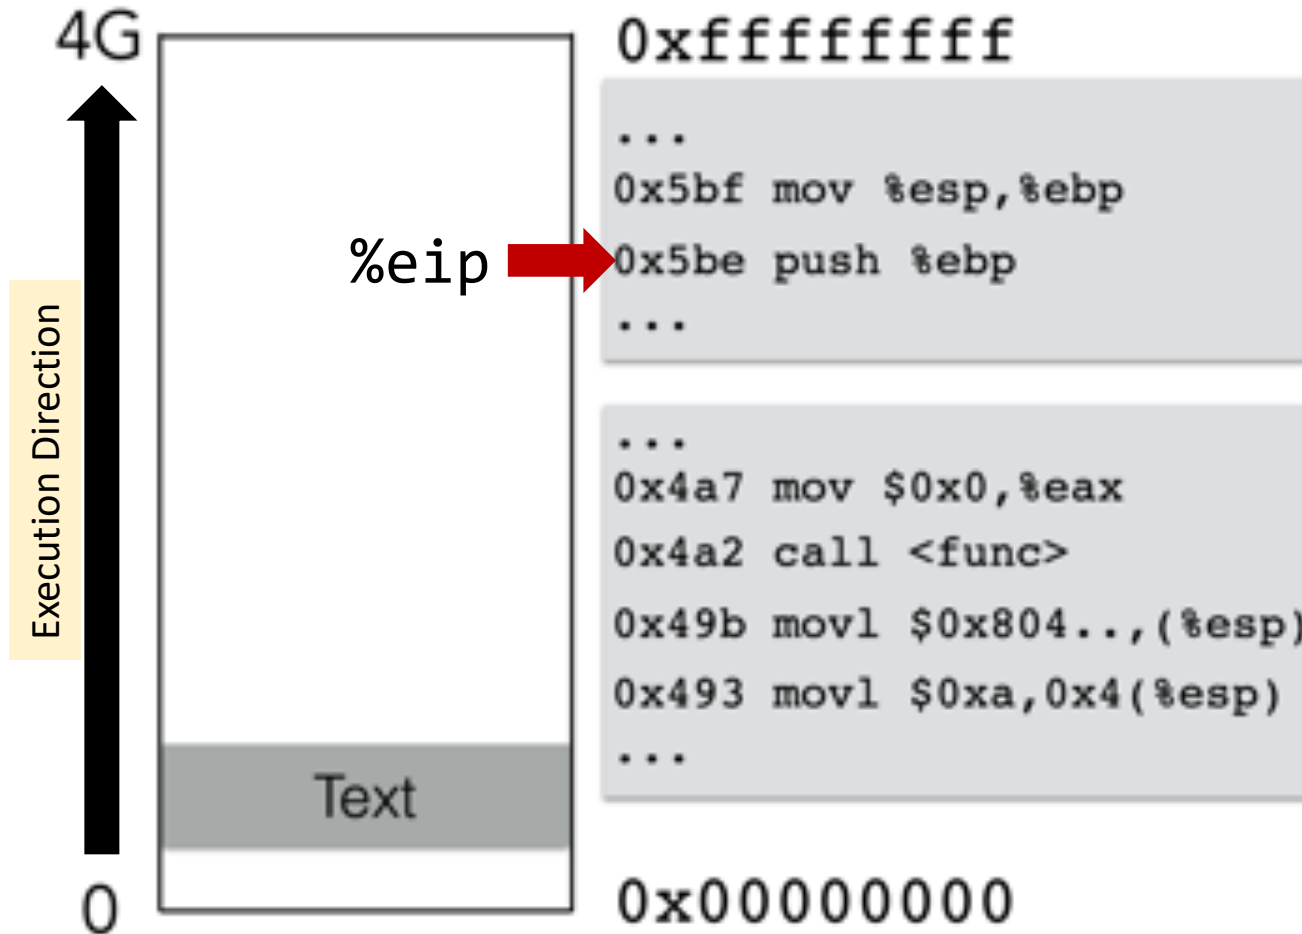 4G
0xffffffff
...
0x5bf mov %esp,%ebp
%eip
0x5be push %ebp
...
Execution Direction
...
0x4a7 mov $0x0,%eax
0x4a2 call <func>
0x49b movl $0x804..,(%esp)
0x493 movl $0xa,0x4(%esp)
...
Text
0
0x00000000